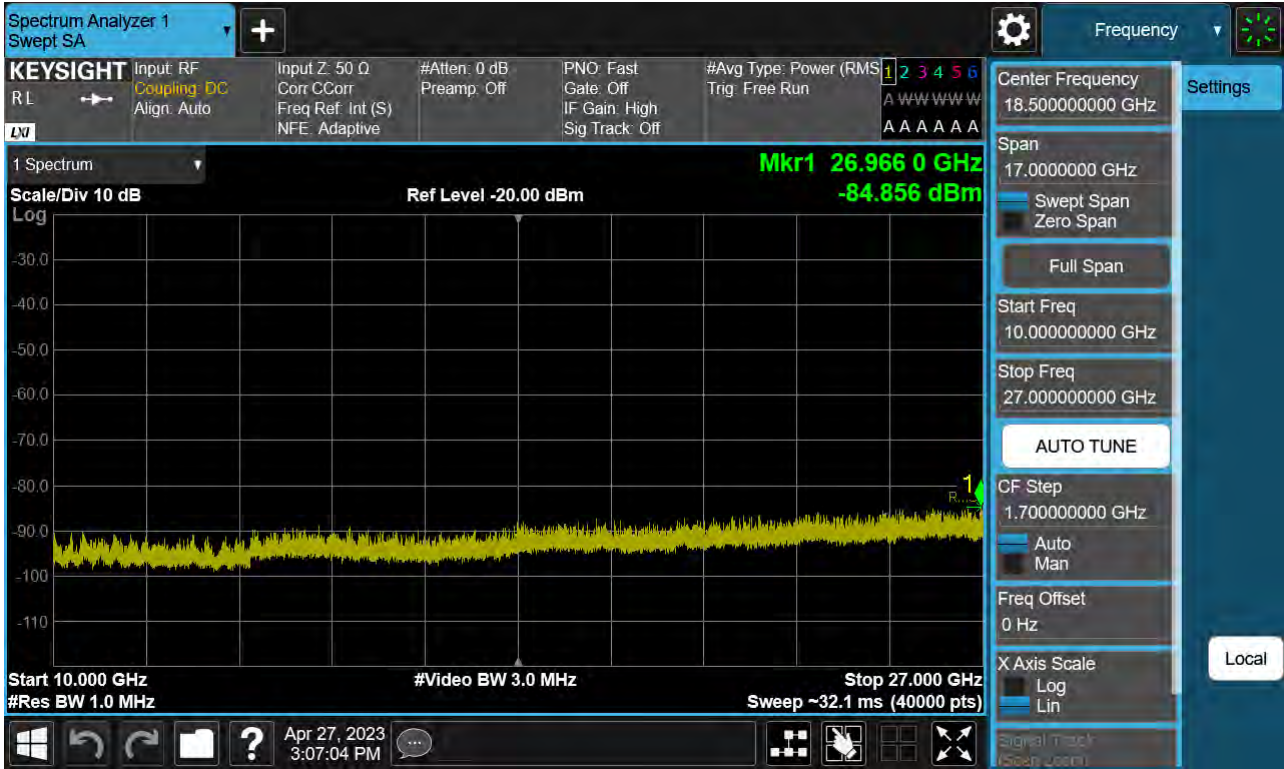 Spectrum Analyzer 1
Swept SA
+
Frequency
KEYSIGHT
RL
LXI
Input: RF
Coupling: DC
Align: Auto
Input Z: 50 Ω
Corr CCorr
Freq Ref: Int (S)
NFE: Adaptive
#Atten: 0 dB
Preamp: Off
PNO: Fast
Gate: Off
IF Gain: High
Sig Track: Off
#Avg Type: Power (RMS
Trig: Free Run
1 2 3 4 5 6
A W W W W W
A A A A A A
1 Spectrum
Scale/Div 10 dB
Log
Ref Level -20.00 dBm
Mkr1 26.966 0 GHz
-84.856 dBm
-30.0
-40.0
-50.0
-60.0
-70.0
-80.0
-90.0
-100
-110
1
Start 10.000 GHz
#Res BW 1.0 MHz
#Video BW 3.0 MHz
Stop 27.000 GHz
Sweep ~32.1 ms (40000 pts)
Center Frequency
18.500000000 GHz
Span
17.0000000 GHz
Swept Span
Zero Span
Full Span
Start Freq
10.000000000 GHz
Stop Freq
27.000000000 GHz
AUTO TUNE
CF Step
1.700000000 GHz
Auto
Man
Freq Offset
0 Hz
X Axis Scale
Log
Lin
Signal Track
(Span Zoom)
Settings
Local
?
Apr 27, 2023
3:07:04 PM